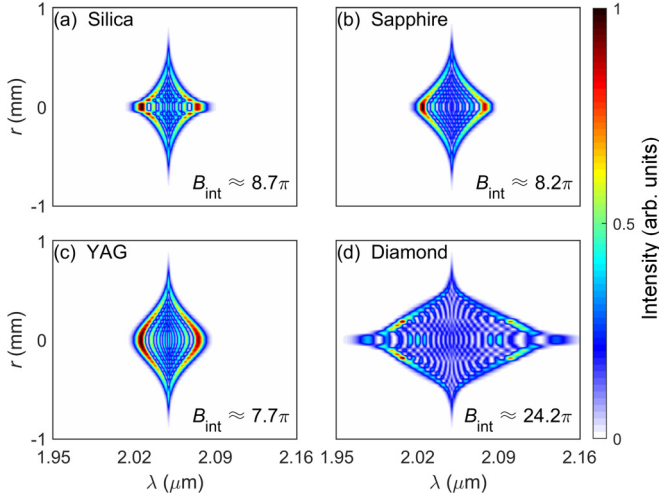 (a) Silica
(b) Sapphire
1
0
-1
r (mm)
B_int ≈ 8.7π
B_int ≈ 8.2π
(c) YAG
(d) Diamond
1
0
-1
r (mm)
B_int ≈ 7.7π
B_int ≈ 24.2π
1.95 2.02 2.09 2.16
1.95 2.02 2.09 2.16
λ (μm)
λ (μm)
1
0.5
0
Intensity (arb. units)